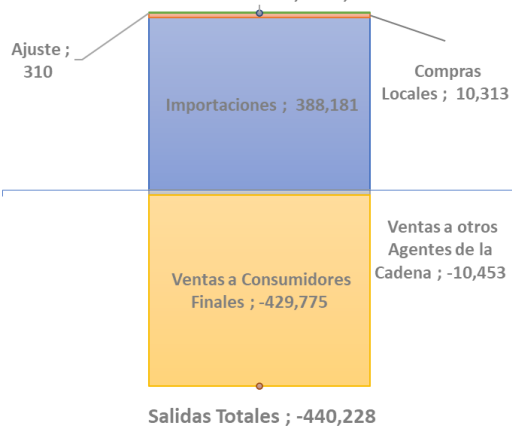 Ajuste ;
310
Compras
Locales ; 10,313
Importaciones ; 388,181
Ventas a otros
Agentes de la
Cadena ; -10,453
Ventas a Consumidores
Finales ; -429,775
Salidas Totales ; -440,228